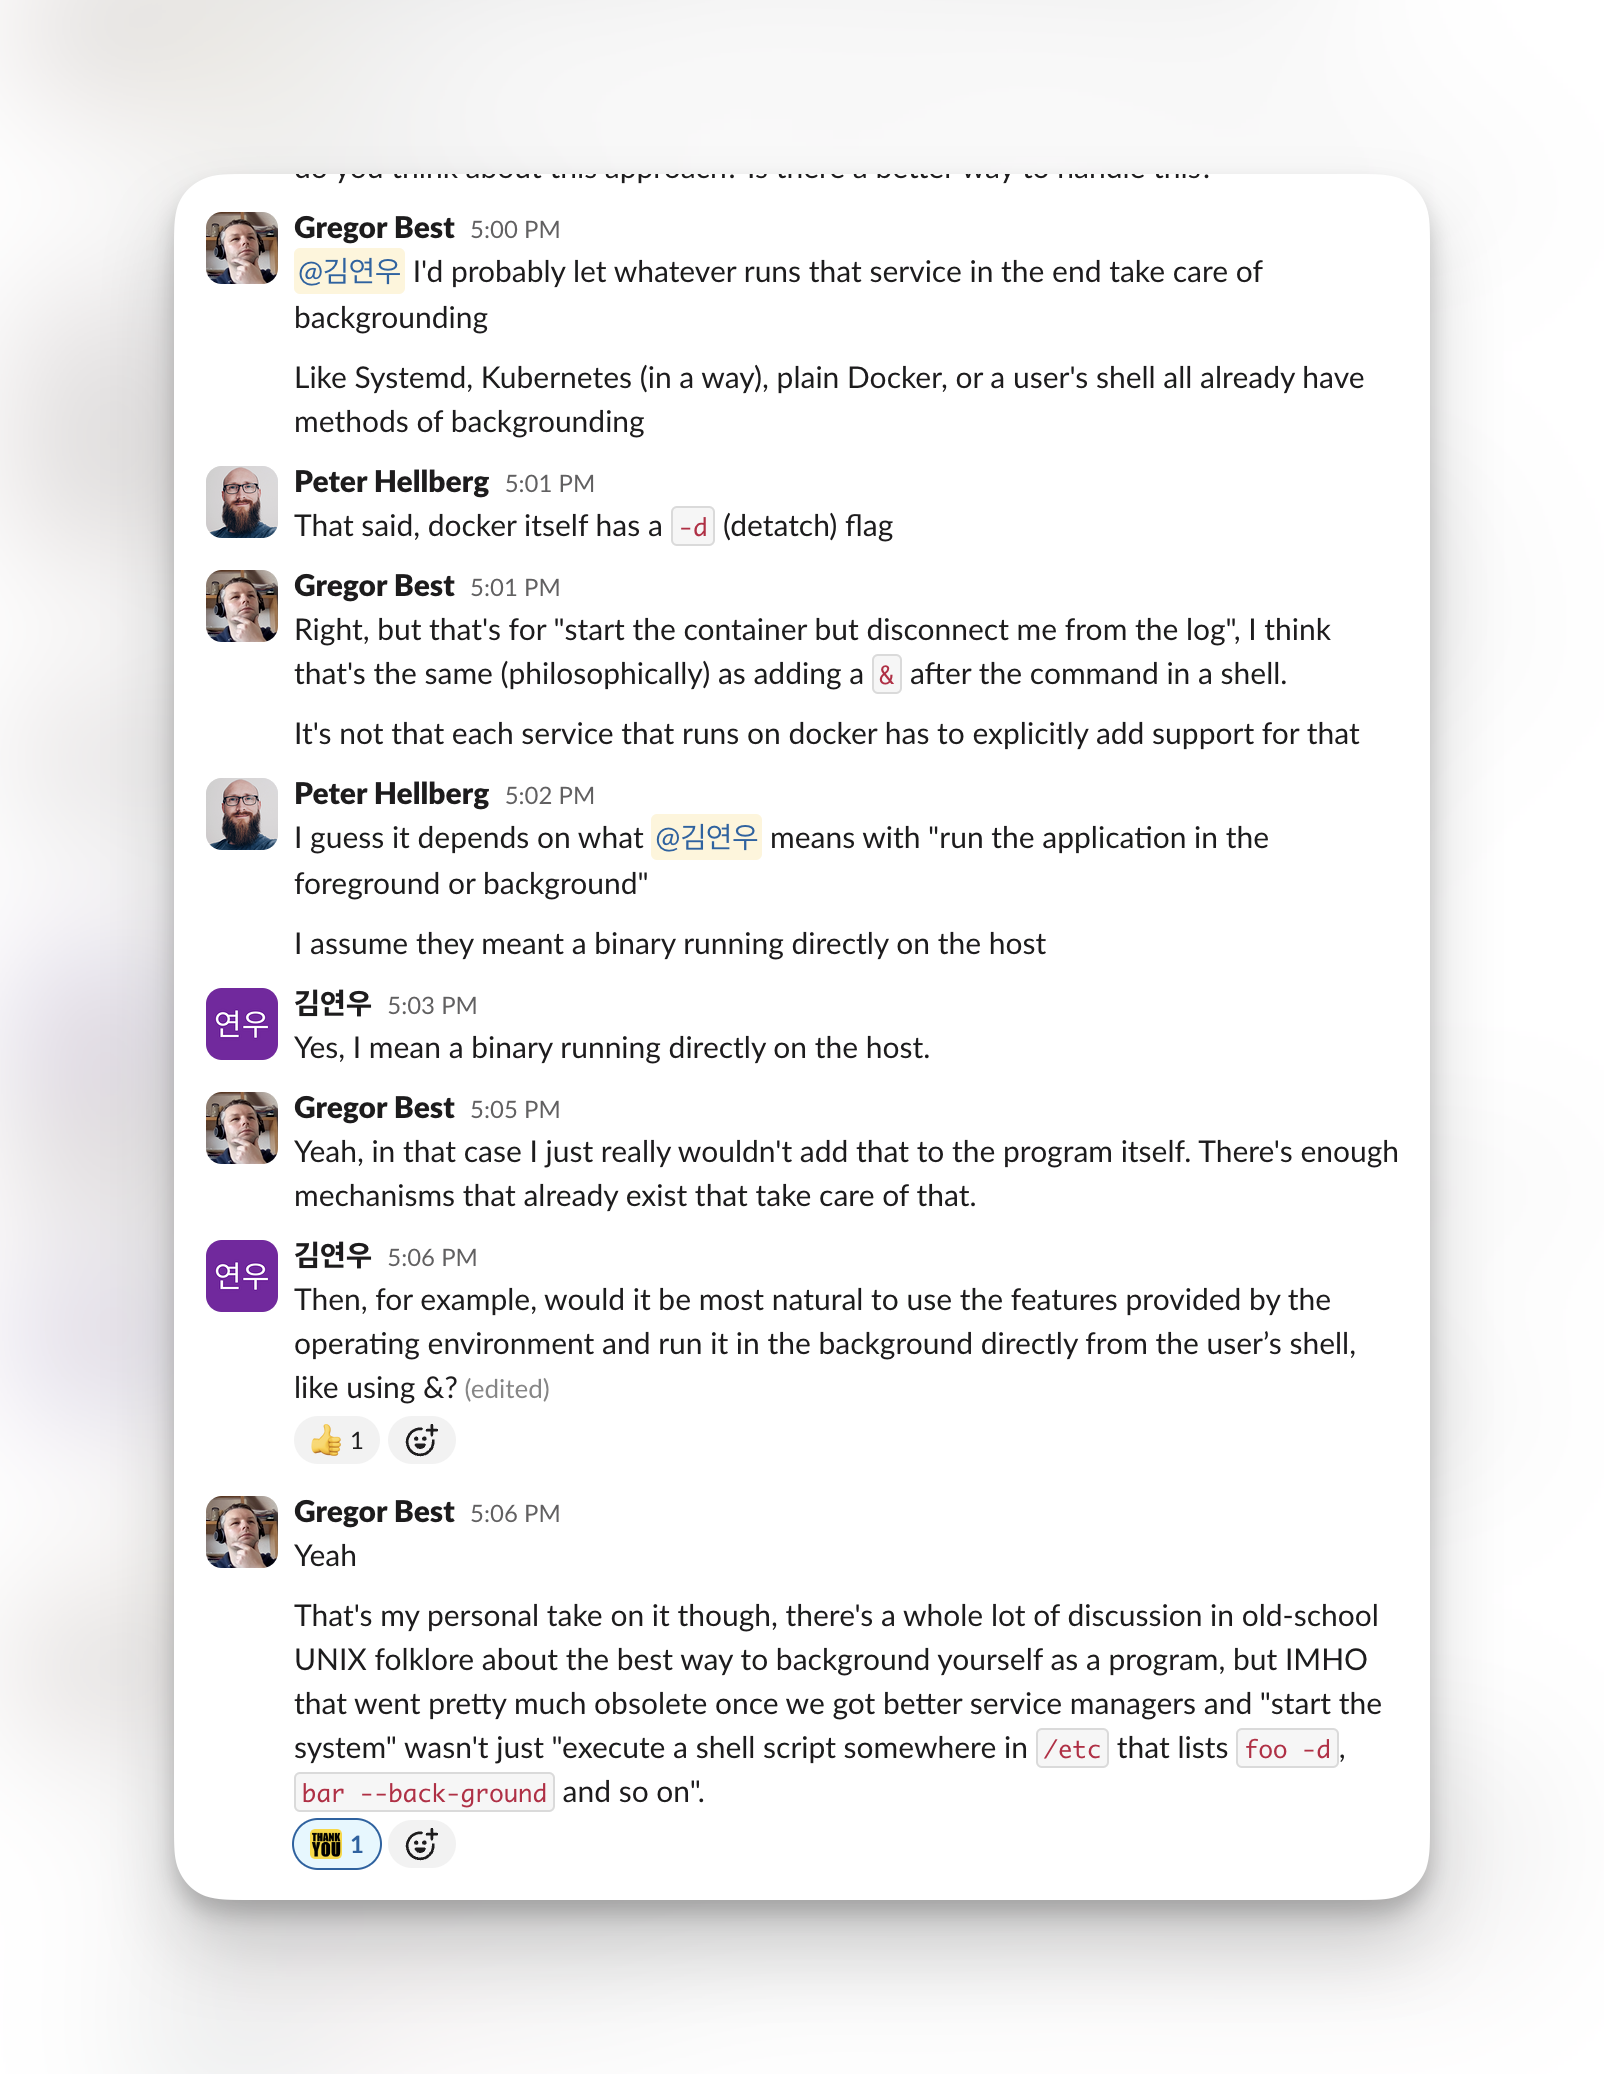 do you think about this approach? Is there a better way to handle this?
Gregor Best 5:00 PM
@김연우 I'd probably let whatever runs that service in the end take care of
backgrounding
Like Systemd, Kubernetes (in a way), plain Docker, or a user's shell all already have
methods of backgrounding
Peter Hellberg 5:01 PM
That said, docker itself has a -d (detatch) flag
Gregor Best 5:01 PM
Right, but that's for "start the container but disconnect me from the log", I think
that's the same (philosophically) as adding a & after the command in a shell.
It's not that each service that runs on docker has to explicitly add support for that
Peter Hellberg 5:02 PM
I guess it depends on what @김연우 means with "run the application in the
foreground or background"
I assume they meant a binary running directly on the host
연우
김연우 5:03 PM
Yes, I mean a binary running directly on the host.
Gregor Best 5:05 PM
Yeah, in that case I just really wouldn't add that to the program itself. There's enough
mechanisms that already exist that take care of that.
연우
김연우 5:06 PM
Then, for example, would it be most natural to use the features provided by the
operating environment and run it in the background directly from the user’s shell,
like using &? (edited)
1
Gregor Best 5:06 PM
Yeah
That's my personal take on it though, there's a whole lot of discussion in old-school
UNIX folklore about the best way to background yourself as a program, but IMHO
that went pretty much obsolete once we got better service managers and "start the
system" wasn't just "execute a shell script somewhere in /etc that lists foo -d,
bar --back-ground and so on".
THANK YOU 1